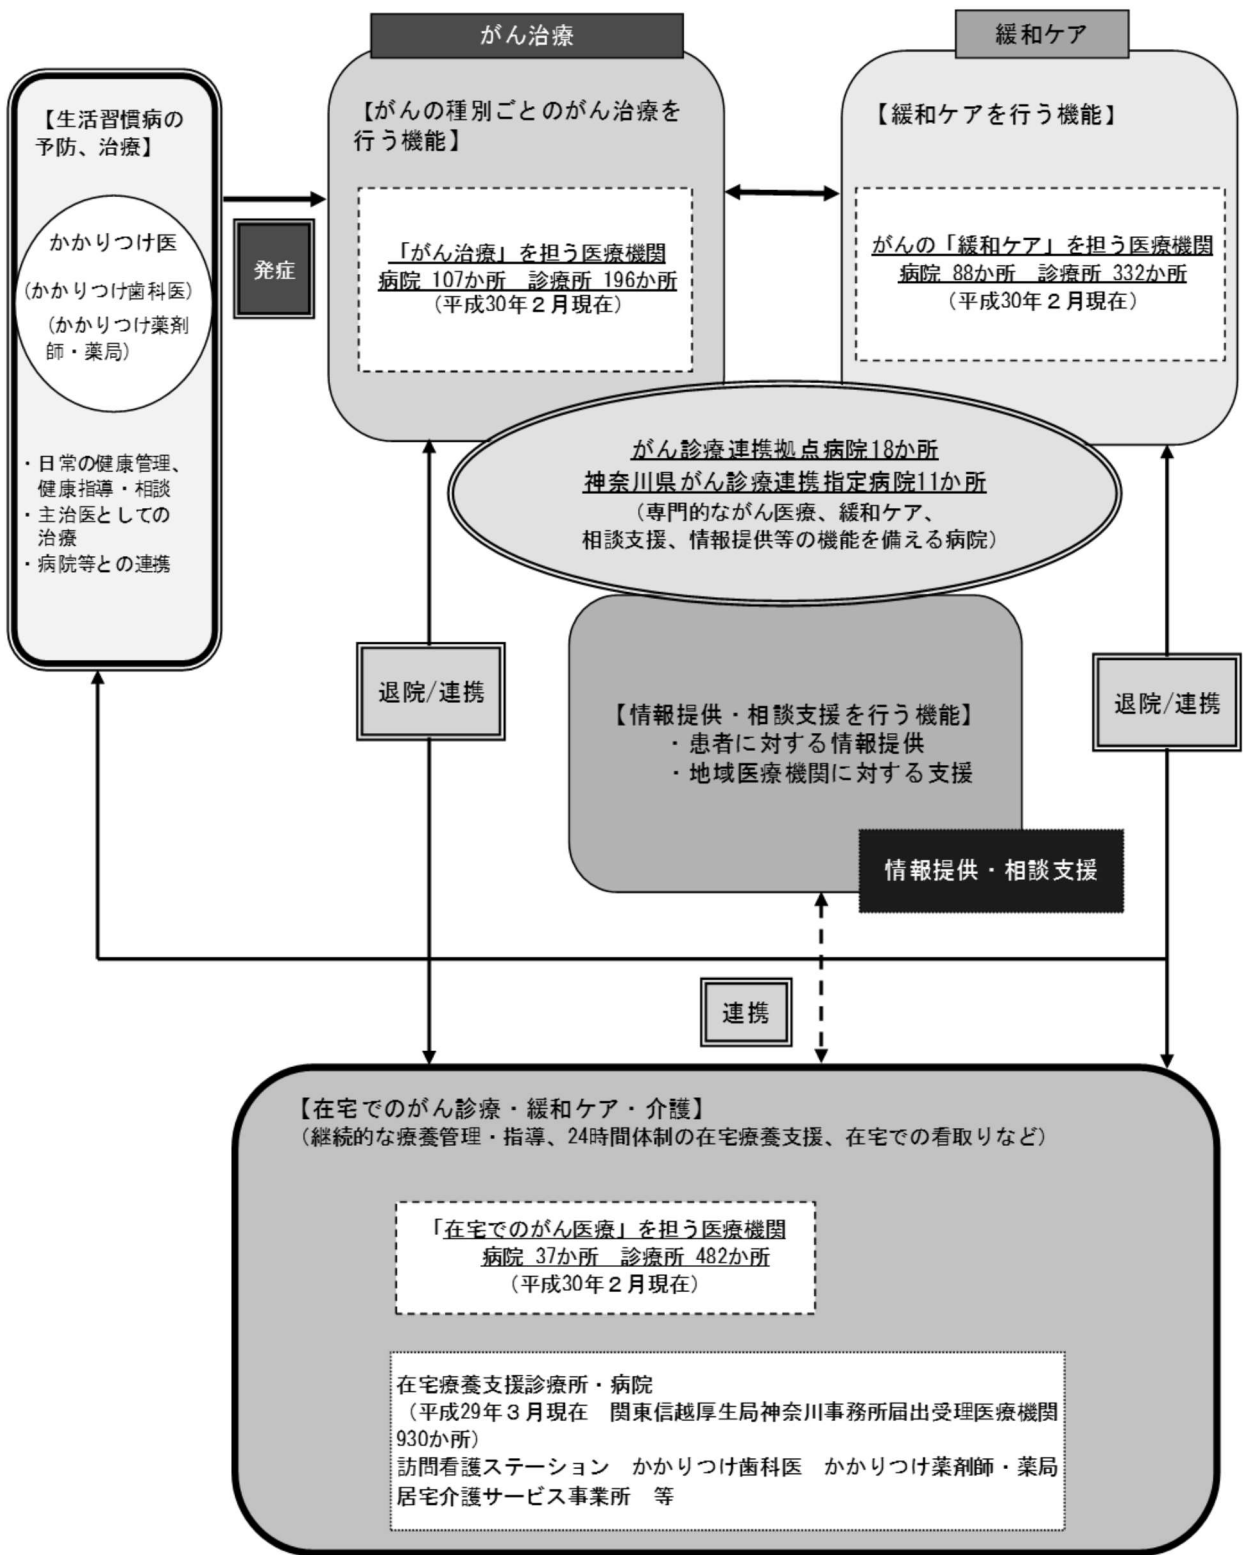 がん治療
緩和ケア
【生活習慣病の
予防、治療】
かかりつけ医
(かかりつけ歯科医)
(かかりつけ薬剤
師・薬局)
・日常の健康管理、
健康指導・相談
・主治医としての
治療
・病院等との連携
発症
【がんの種別ごとのがん治療を
行う機能】
「がん治療」を担う医療機関
病院 107か所　診療所 196か所
(平成30年２月現在)
【緩和ケアを行う機能】
がんの「緩和ケア」を担う医療機関
病院 88か所　診療所 332か所
(平成30年２月現在)
がん診療連携拠点病院18か所
神奈川県がん診療連携指定病院11か所
(専門的ながん医療、緩和ケア、
相談支援、情報提供等の機能を備える病院)
退院/連携
【情報提供・相談支援を行う機能】
・患者に対する情報提供
・地域医療機関に対する支援
退院/連携
情報提供・相談支援
連携
【在宅でのがん診療・緩和ケア・介護】
(継続的な療養管理・指導、24時間体制の在宅療養支援、在宅での看取りなど)
「在宅でのがん医療」を担う医療機関
病院 37か所　診療所 482か所
(平成30年２月現在)
在宅療養支援診療所・病院
(平成29年３月現在　関東信越厚生局神奈川事務所届出受理医療機関
930か所)
訪問看護ステーション　かかりつけ歯科医　かかりつけ薬剤師・薬局
居宅介護サービス事業所　等